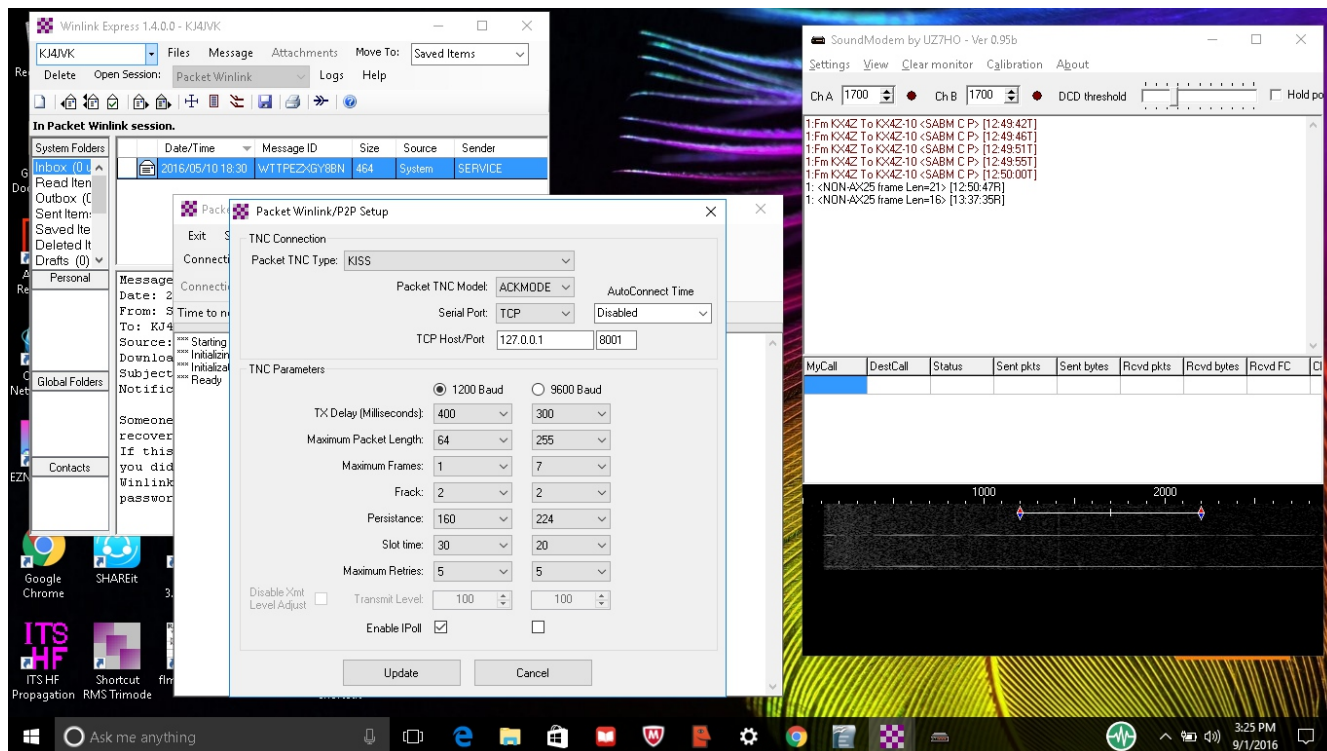 Winlink Express 1.4.0.0 - KJ4JVK
KJ4JVK Files Message Attachments Move To: Saved Items
Delete Open Session: Packet Winlink Logs Help
In Packet Winlink session.
System Folders
Inbox (0
Read Iten
Outbox (
Sent Item
Saved Ite
Deleted It
Drafts (0)
Personal
Global Folders
Contacts
Date/Time Message ID Size Source Sender
2016/05/10 18:30 WTTPEZXGY8BN 464 System SERVICE
Message
Date: 2
From: S
To: KJ4
Source:
Downloa
Subject
Notific
Someone
recover
If this
you did
Winlink
passwor
Packe
Exit S
Connecti
Connecti
Time to n
*** Starting
*** Initializin
*** Initializa
*** Ready
Packet Winlink/P2P Setup
TNC Connection
Packet TNC Type: KISS
Packet TNC Model: ACKMODE AutoConnect Time
Serial Port: TCP Disabled
TCP Host/Port 127.0.0.1 8001
TNC Parameters
1200 Baud 9600 Baud
TX Delay (Milliseconds): 400 300
Maximum Packet Length: 64 255
Maximum Frames: 1 7
Frack: 2 2
Persistance: 160 224
Slot time: 30 20
Maximum Retries: 5 5
Disable Xmt
Level Adjust Transmit Level: 100 100
Enable IPoll
Update Cancel
SoundModem by UZ7HO - Ver 0.95b
Settings View Clear monitor Calibration About
Ch A 1700 Ch B 1700 DCD threshold Hold po
1:Fm KX4Z To KX4Z-10 <SABM C P> [12:49:42T]
1:Fm KX4Z To KX4Z-10 <SABM C P> [12:49:46T]
1:Fm KX4Z To KX4Z-10 <SABM C P> [12:49:51T]
1:Fm KX4Z To KX4Z-10 <SABM C P> [12:49:55T]
1:Fm KX4Z To KX4Z-10 <SABM C P> [12:50:00T]
1: <NON-AX25 frame Len=21> [12:50:47R]
1: <NON-AX25 frame Len=16> [13:37:35R]
MyCall DestCall Status Sent pkts Sent bytes Rcvd pkts Rcvd bytes Rcvd FC Cl
1000 2000
Google
Chrome
SHAREit
3.
ITS
HF
ITS HF
Propagation
Shortcut
RMS Trimode
flm
EZN
Net
Ask me anything
3:25 PM
9/1/2016